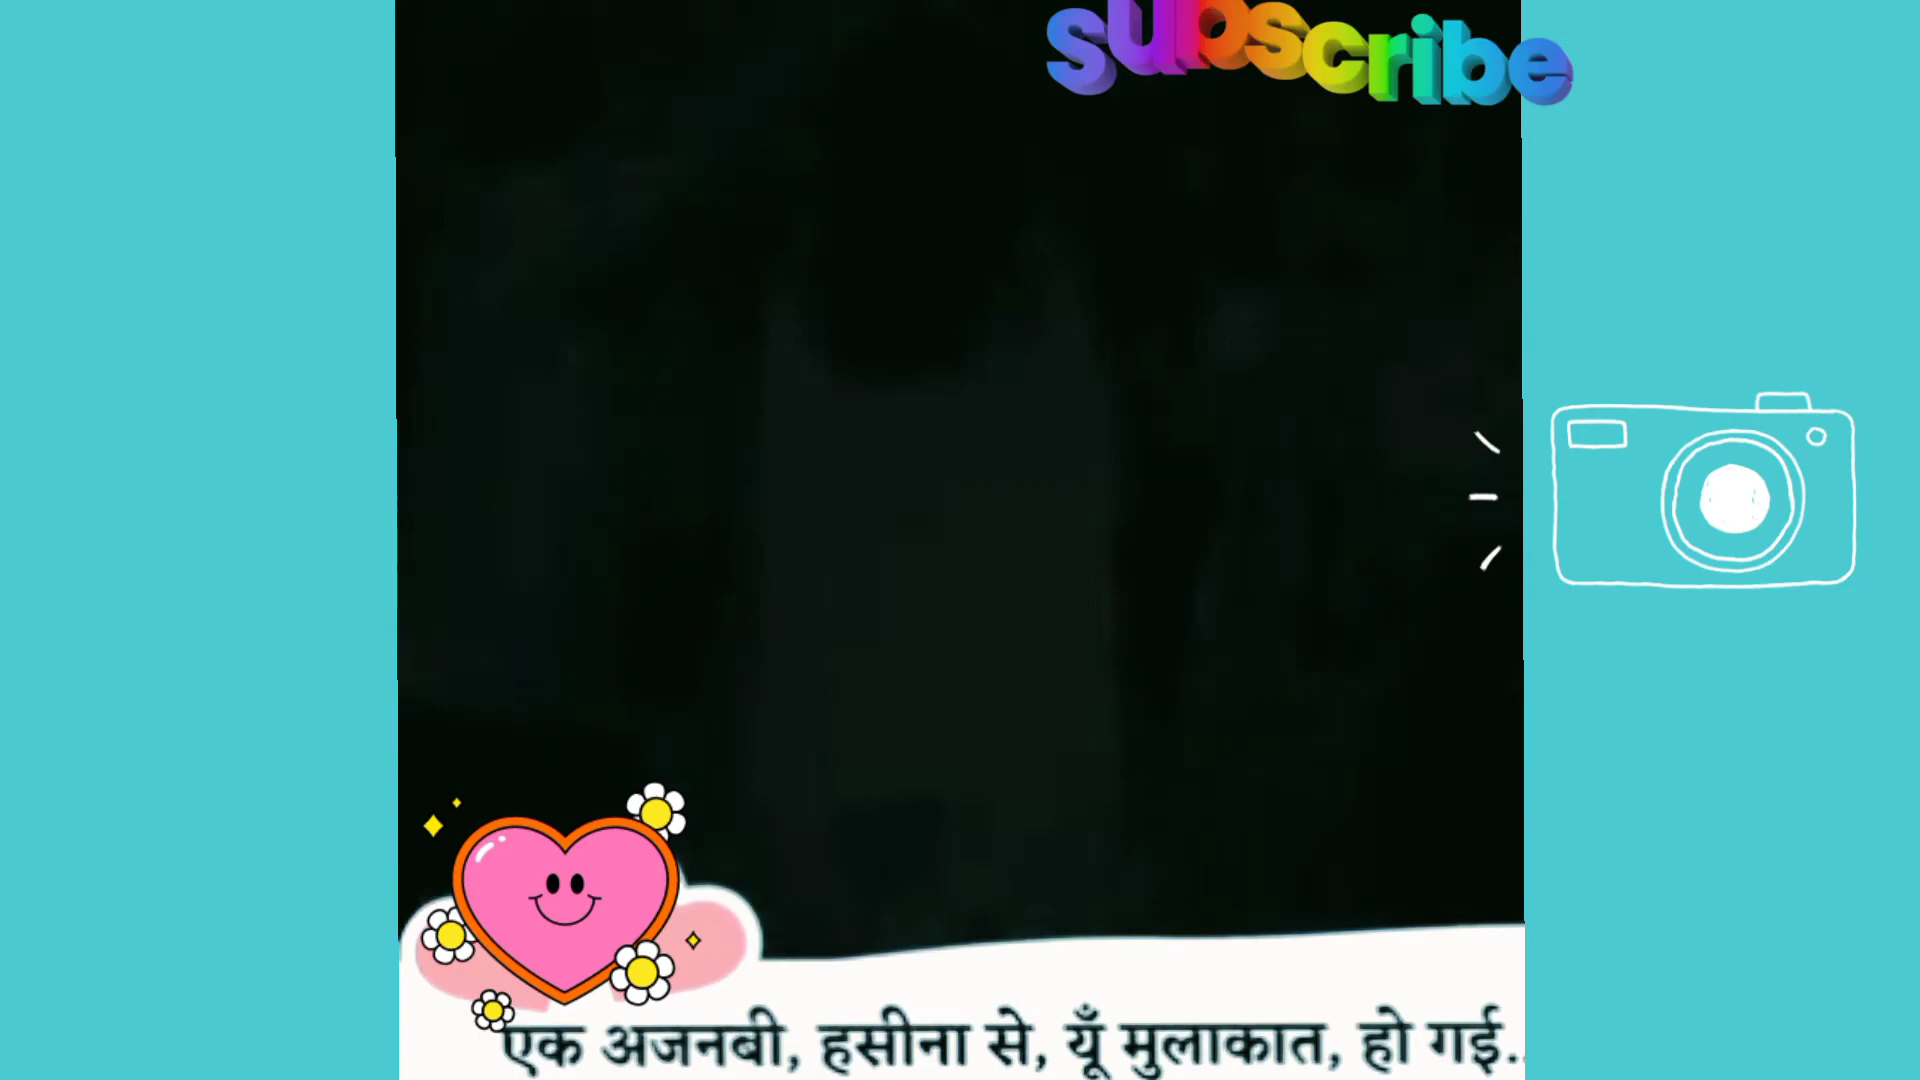 subscribe
एक अजनबी, हसीना से, यूँ मुलाकात, हो गई..